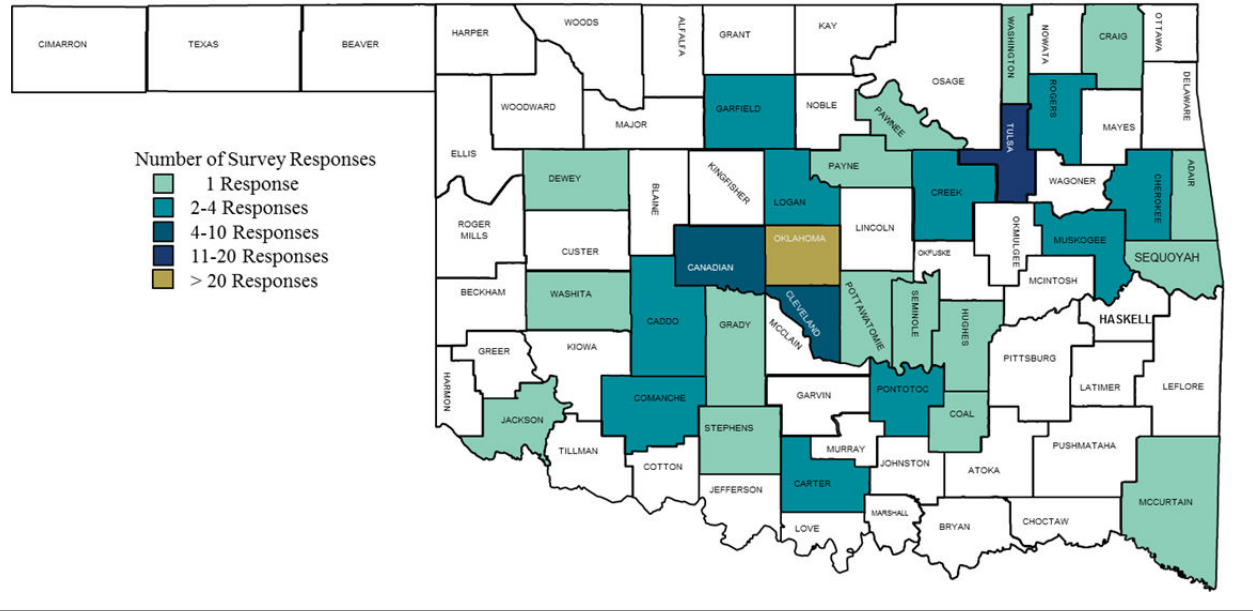 CIMARRON
TEXAS
BEAVER
HARPER
WOODS
ALFALFA
GRANT
KAY
OSAGE
WASHINGTON
NOWATA
CRAIG
OTTAWA
WOODWARD
MAJOR
GARFIELD
NOBLE
PAWNEE
TULSA
ROGERS
MAYES
DELAWARE
Number of Survey Responses
1 Response
2-4 Responses
4-10 Responses
11-20 Responses
> 20 Responses
ELLIS
DEWEY
BLAINE
KINGFISHER
LOGAN
PAYNE
CREEK
WAGONER
CHEROKEE
ADAIR
ROGER
MILLS
CUSTER
CANADIAN
OKLAHOMA
LINCOLN
OKFUSKE
OKMULGEE
MUSKOGEE
SEQUOYAH
BECKHAM
WASHITA
CADDO
GRADY
CLEVELAND
MCCLAIN
POTTAWATOMIE
SEMINOLE
HUGHES
MCINTOSH
HASKELL
GREER
KIOWA
PITTSBURG
LATIMER
LEFLORE
HARMON
JACKSON
COMANCHE
STEPHENS
GARVIN
PONTOTOC
COAL
TILLMAN
COTTON
MURRAY
JOHNSTON
ATOKA
PUSHMATAHA
JEFFERSON
CARTER
LOVE
MARSHALL
BRYAN
CHOCTAW
MCCURTAIN